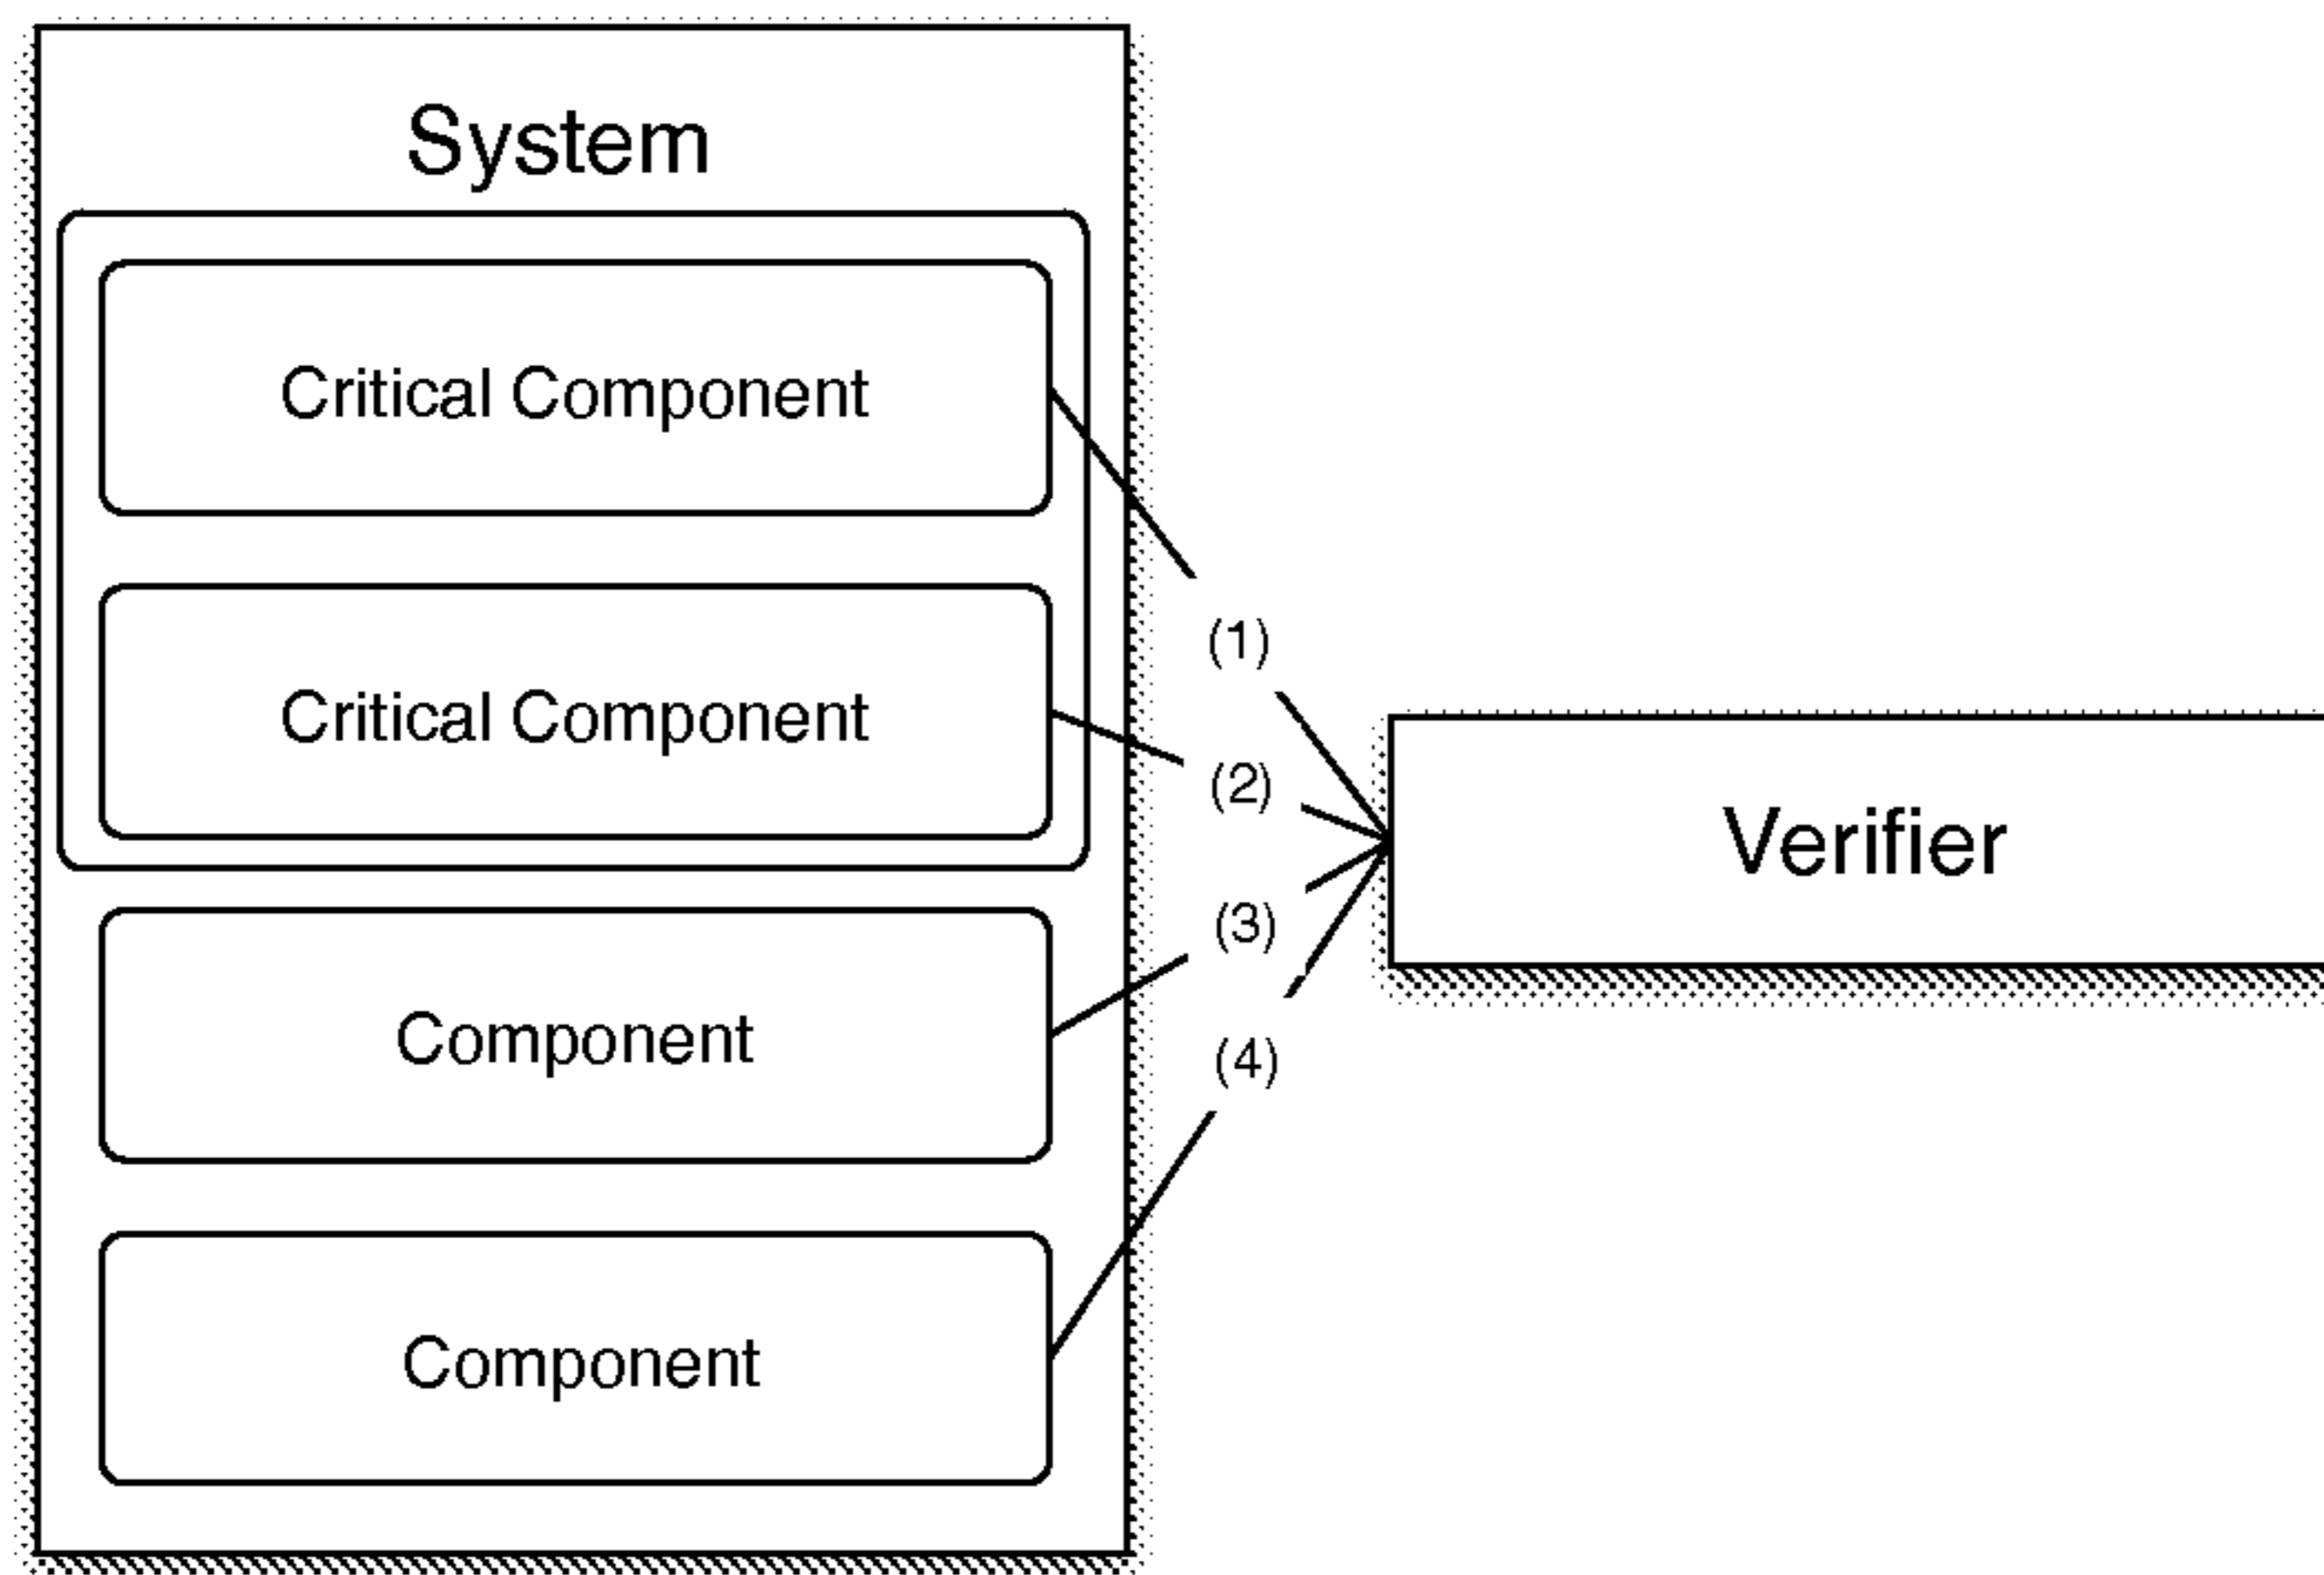 System
Critical Component
(1)
Critical Component
(2)
Verifier
(3)
Component
(4)
Component